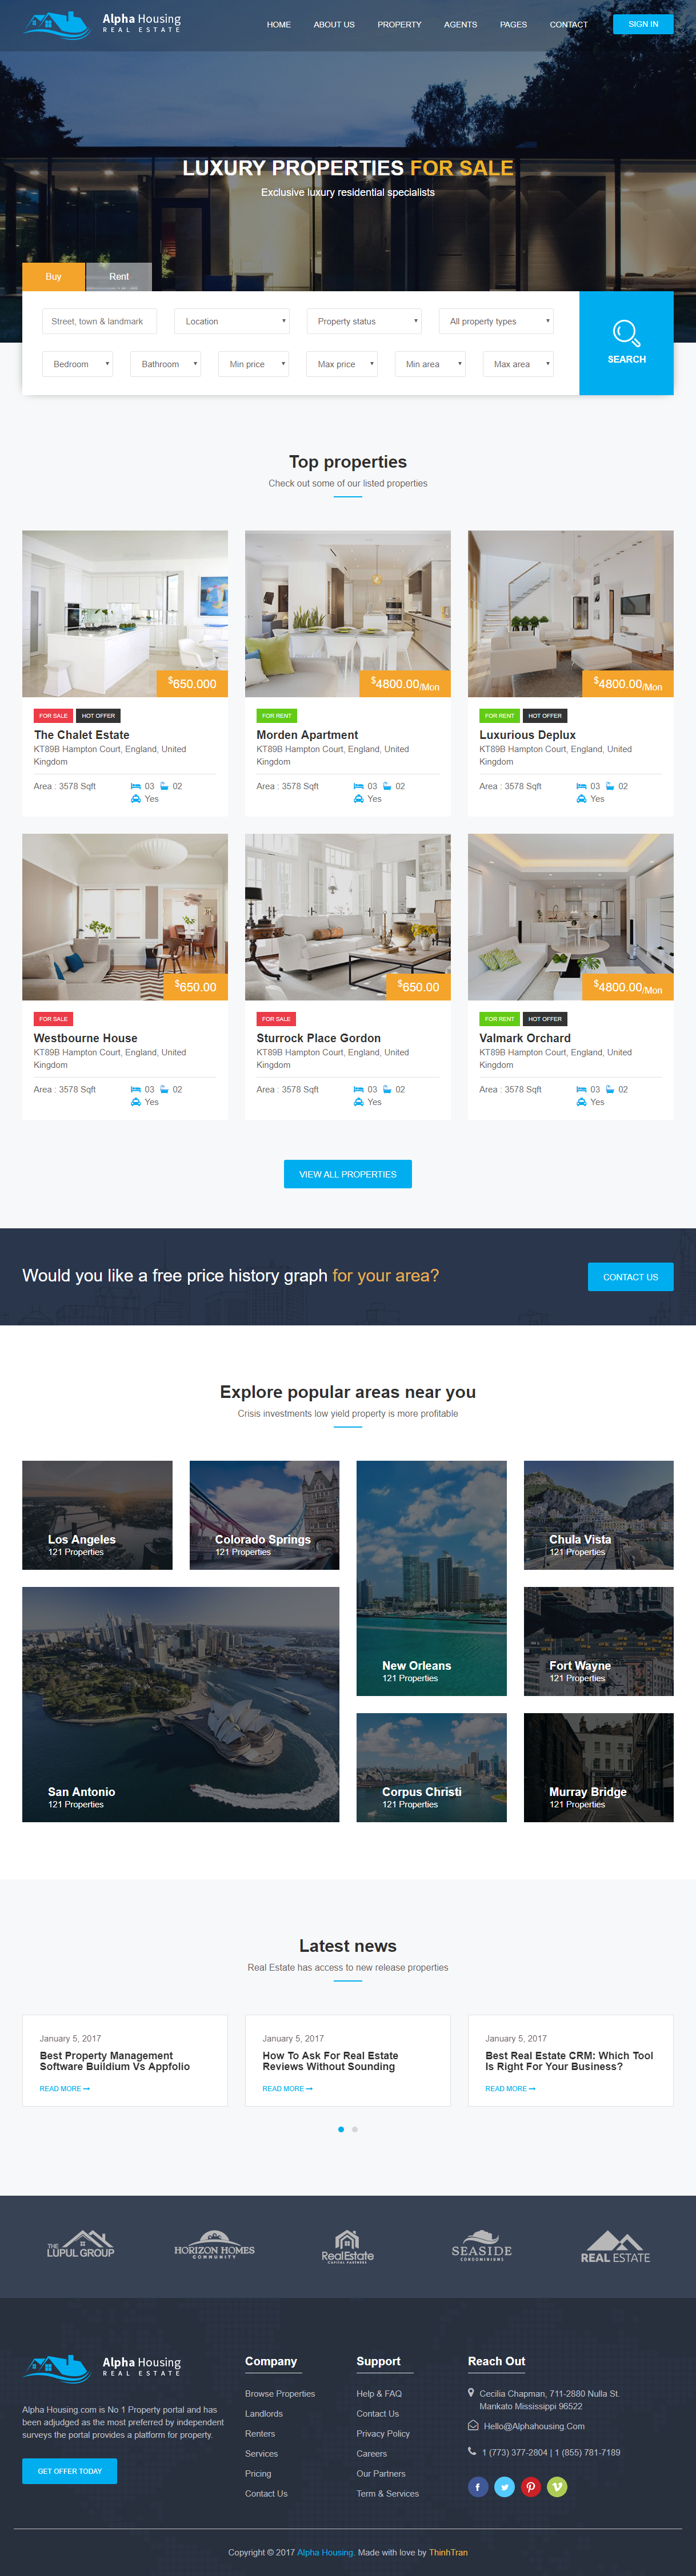 Alpha Housing
REAL ESTATE
HOME ABOUT US PROPERTY AGENTS PAGES CONTACT SIGN IN
LUXURY PROPERTIES FOR SALE
Exclusive luxury residential specialists
Buy Rent
Street, town & landmark Location Property status All property types
Bedroom Bathroom Min price Max price Min area Max area
SEARCH
Top properties
Check out some of our listed properties
$650.000
FOR SALE HOT OFFER
The Chalet Estate
KT89B Hampton Court, England, United
Kingdom
Area : 3578 Sqft 03 02
Yes
$4800.00/Mon
FOR RENT
Morden Apartment
KT89B Hampton Court, England, United
Kingdom
Area : 3578 Sqft 03 02
Yes
$4800.00/Mon
FOR RENT HOT OFFER
Luxurious Deplux
KT89B Hampton Court, England, United
Kingdom
Area : 3578 Sqft 03 02
Yes
$650.00
FOR SALE
Westbourne House
KT89B Hampton Court, England, United
Kingdom
Area : 3578 Sqft 03 02
Yes
$650.00
FOR SALE
Sturrock Place Gordon
KT89B Hampton Court, England, United
Kingdom
Area : 3578 Sqft 03 02
Yes
$4800.00/Mon
FOR RENT HOT OFFER
Valmark Orchard
KT89B Hampton Court, England, United
Kingdom
Area : 3578 Sqft 03 02
Yes
VIEW ALL PROPERTIES
Would you like a free price history graph for your area?
CONTACT US
Explore popular areas near you
Crisis investments low yield property is more profitable
Los Angeles
121 Properties
Colorado Springs
121 Properties
New Orleans
121 Properties
Chula Vista
121 Properties
San Antonio
121 Properties
Fort Wayne
121 Properties
Corpus Christi
121 Properties
Murray Bridge
121 Properties
Latest news
Real Estate has access to new release properties
January 5, 2017
Best Property Management
Software Buildium Vs Appfolio
READ MORE
January 5, 2017
How To Ask For Real Estate
Reviews Without Sounding
READ MORE
January 5, 2017
Best Real Estate CRM: Which Tool
Is Right For Your Business?
READ MORE
THE
LUPUL GROUP
HORIZON HOMES
COMMUNITY
RealEstate
CAPITAL PARTNERS
SEASIDE
CONDOMINIUMS
REAL ESTATE
Alpha Housing
REAL ESTATE
Alpha Housing.com is No 1 Property portal and has
been adjudged as the most preferred by independent
surveys the portal provides a platform for property.
GET OFFER TODAY
Company
Browse Properties
Landlords
Renters
Services
Pricing
Contact Us
Support
Help & FAQ
Contact Us
Privacy Policy
Careers
Our Partners
Term & Services
Reach Out
Cecilia Chapman, 711-2880 Nulla St.
Mankato Mississippi 96522
Hello@Alphahousing.Com
1 (773) 377-2804 | 1 (855) 781-7189
Copyright © 2017 Alpha Housing. Made with love by ThinhTran